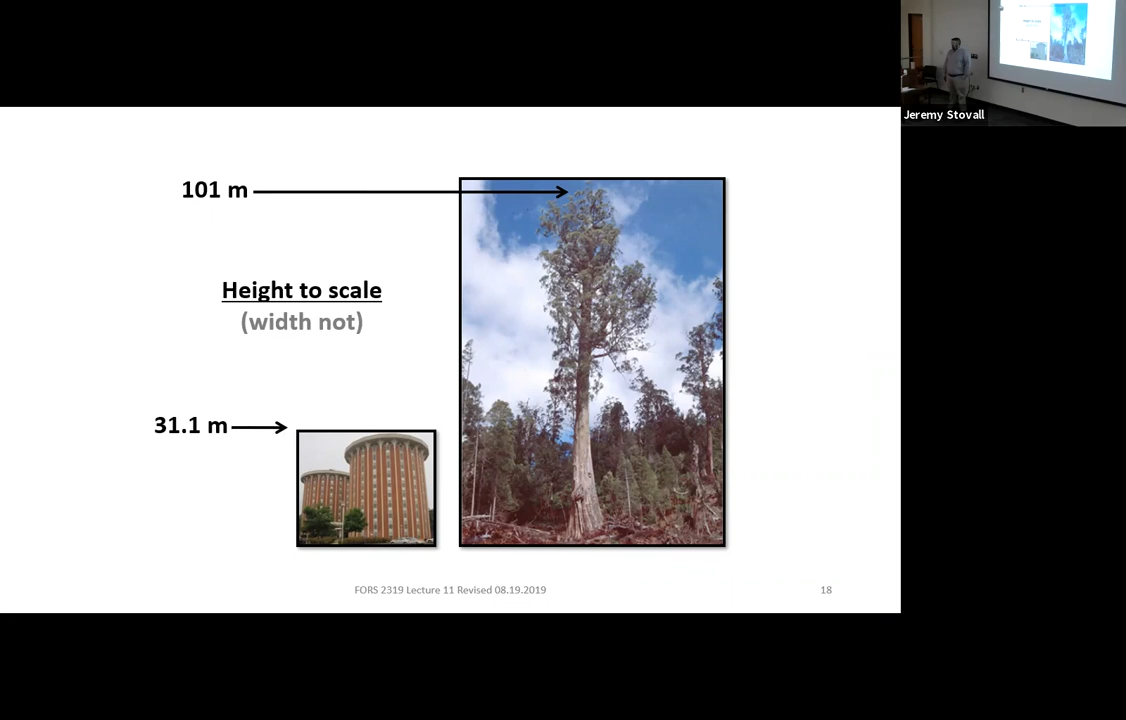 Jeremy Stovall
101 m
Height to scale
(width not)
31.1 m
FORS 2319 Lecture 11 Revised 08.19.2019
18